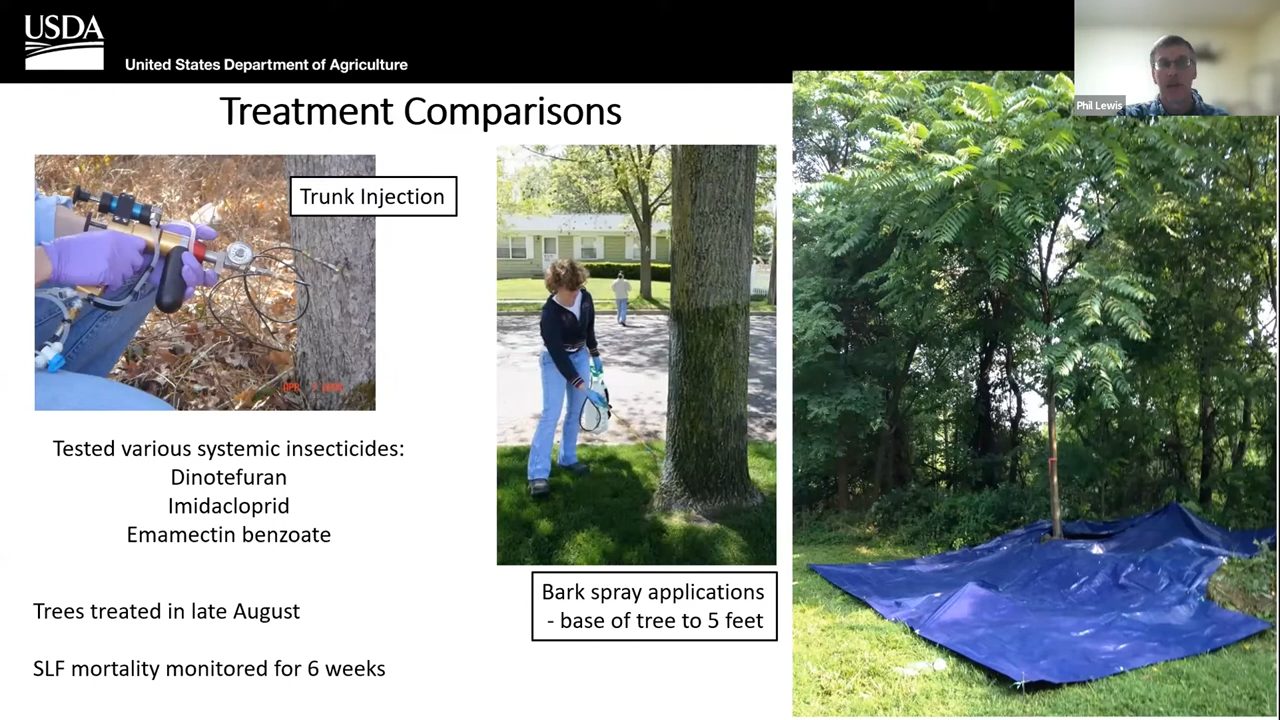 USDA
United States Department of Agriculture
Phil Lewis
Treatment Comparisons
Trunk Injection
Tested various systemic insecticides:
Dinotefuran
Imidacloprid
Emamectin benzoate
Trees treated in late August
SLF mortality monitored for 6 weeks
Bark spray applications
- base of tree to 5 feet
APR